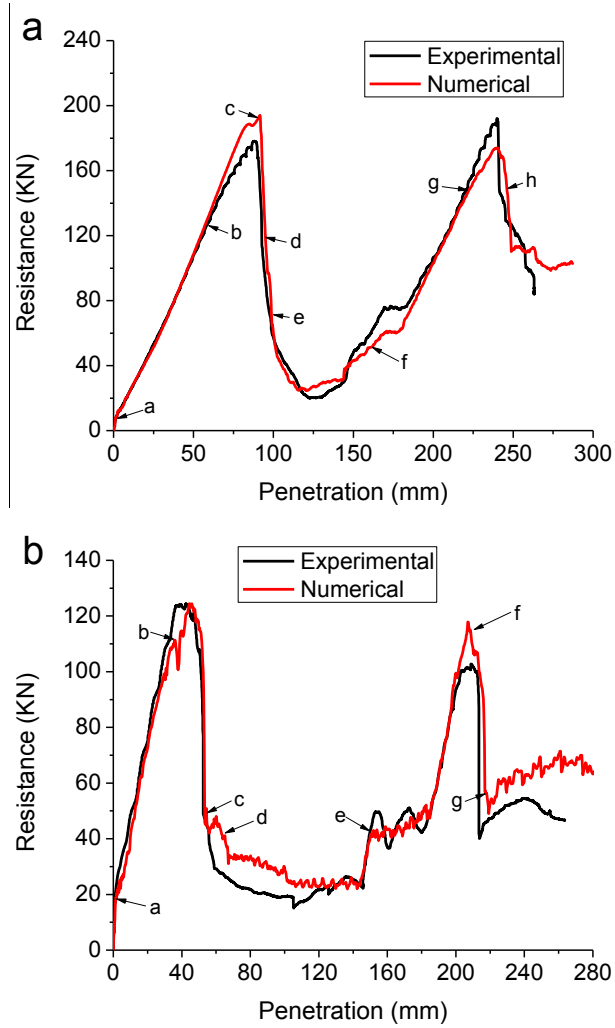 a
Experimental
Numerical
240
200
160
120
80
40
0
Resistance (KN)
c
b
d
e
a
g
h
f
0 50 100 150 200 250 300
Penetration (mm)
b
Experimental
Numerical
140
120
100
80
60
40
20
0
Resistance (KN)
b
f
c
d
e
g
a
0 40 80 120 160 200 240 280
Penetration (mm)